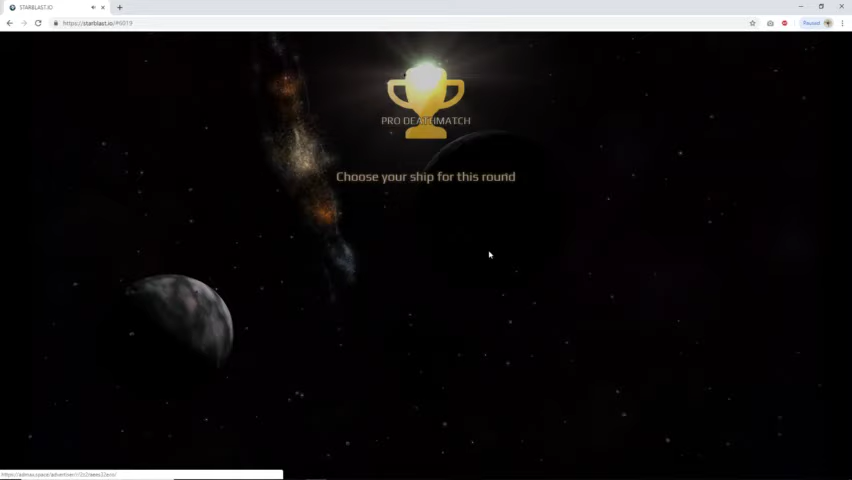 STARBLAST.IO
https://starblast.io/#6019
Paused
PRO DEATHMATCH
Choose your ship for this round